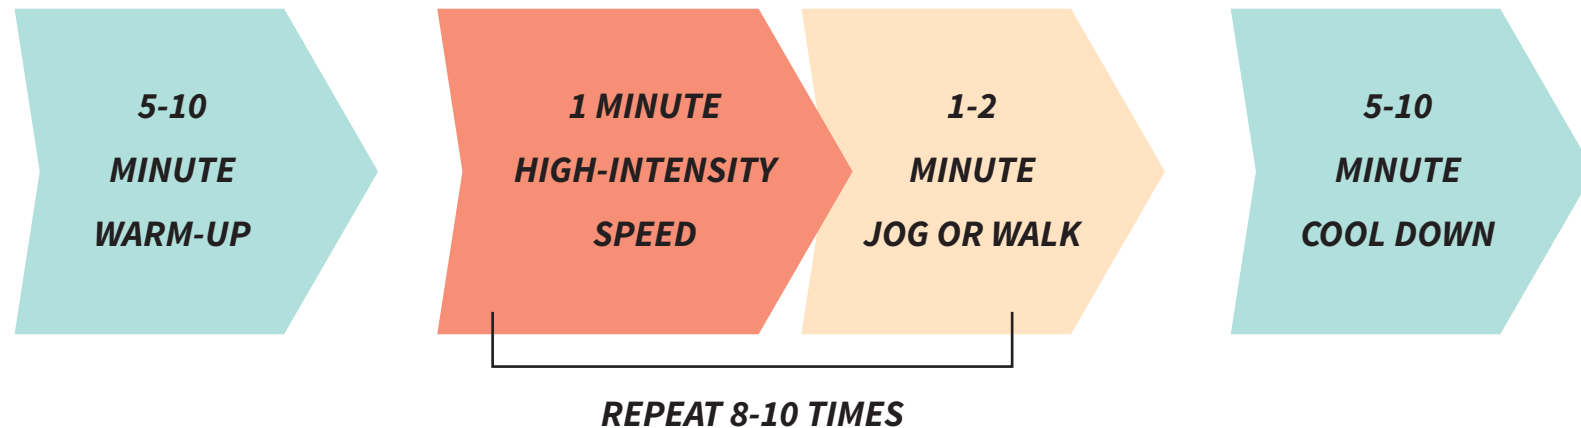 5-10
MINUTE
WARM-UP
1 MINUTE
HIGH-INTENSITY
SPEED
1-2
MINUTE
JOG OR WALK
5-10
MINUTE
COOL DOWN
REPEAT 8-10 TIMES